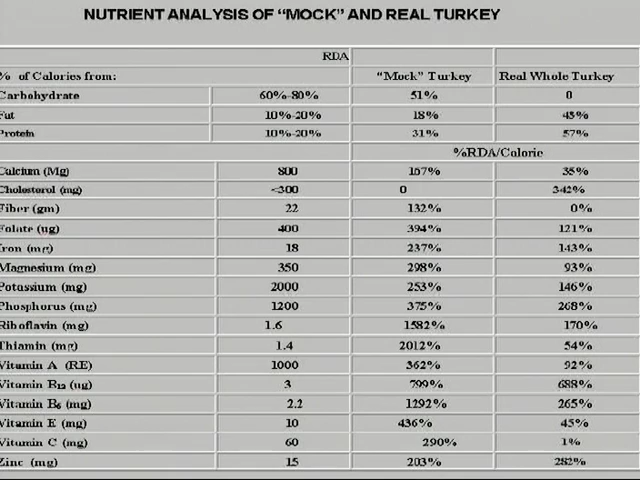 NUTRIENT ANALYSIS OF “MOCK” AND REAL TURKEY
RDA
% of Calories from: “Mock” Turkey Real Whole Turkey
Carbohydrate 60%-80% 51% 0
Fat 10%-20% 18% 43%
Protein 10%-20% 31% 57%
%RDA/Calorie
Calcium (Mg) 800 167% 35%
Cholesterol (mg) <300 0 342%
Fiber (gm) 22 132% 0%
Folate (ug) 400 394% 121%
Iron (mg) 18 237% 143%
Magnesium (mg) 350 298% 93%
Potassium (mg) 2000 253% 146%
Phosphorus (mg) 1200 375% 268%
Riboflavin (mg) 1.6 1582% 170%
Thiamin (mg) 1.4 2012% 54%
Vitamin A (RE) 1000 362% 92%
Vitamin B12 (ug) 3 799% 688%
Vitamin B6 (mg) 2.2 1292% 265%
Vitamin E (mg) 10 436% 45%
Vitamin C (mg) 60 290% 1%
Zinc (mg) 15 203% 282%